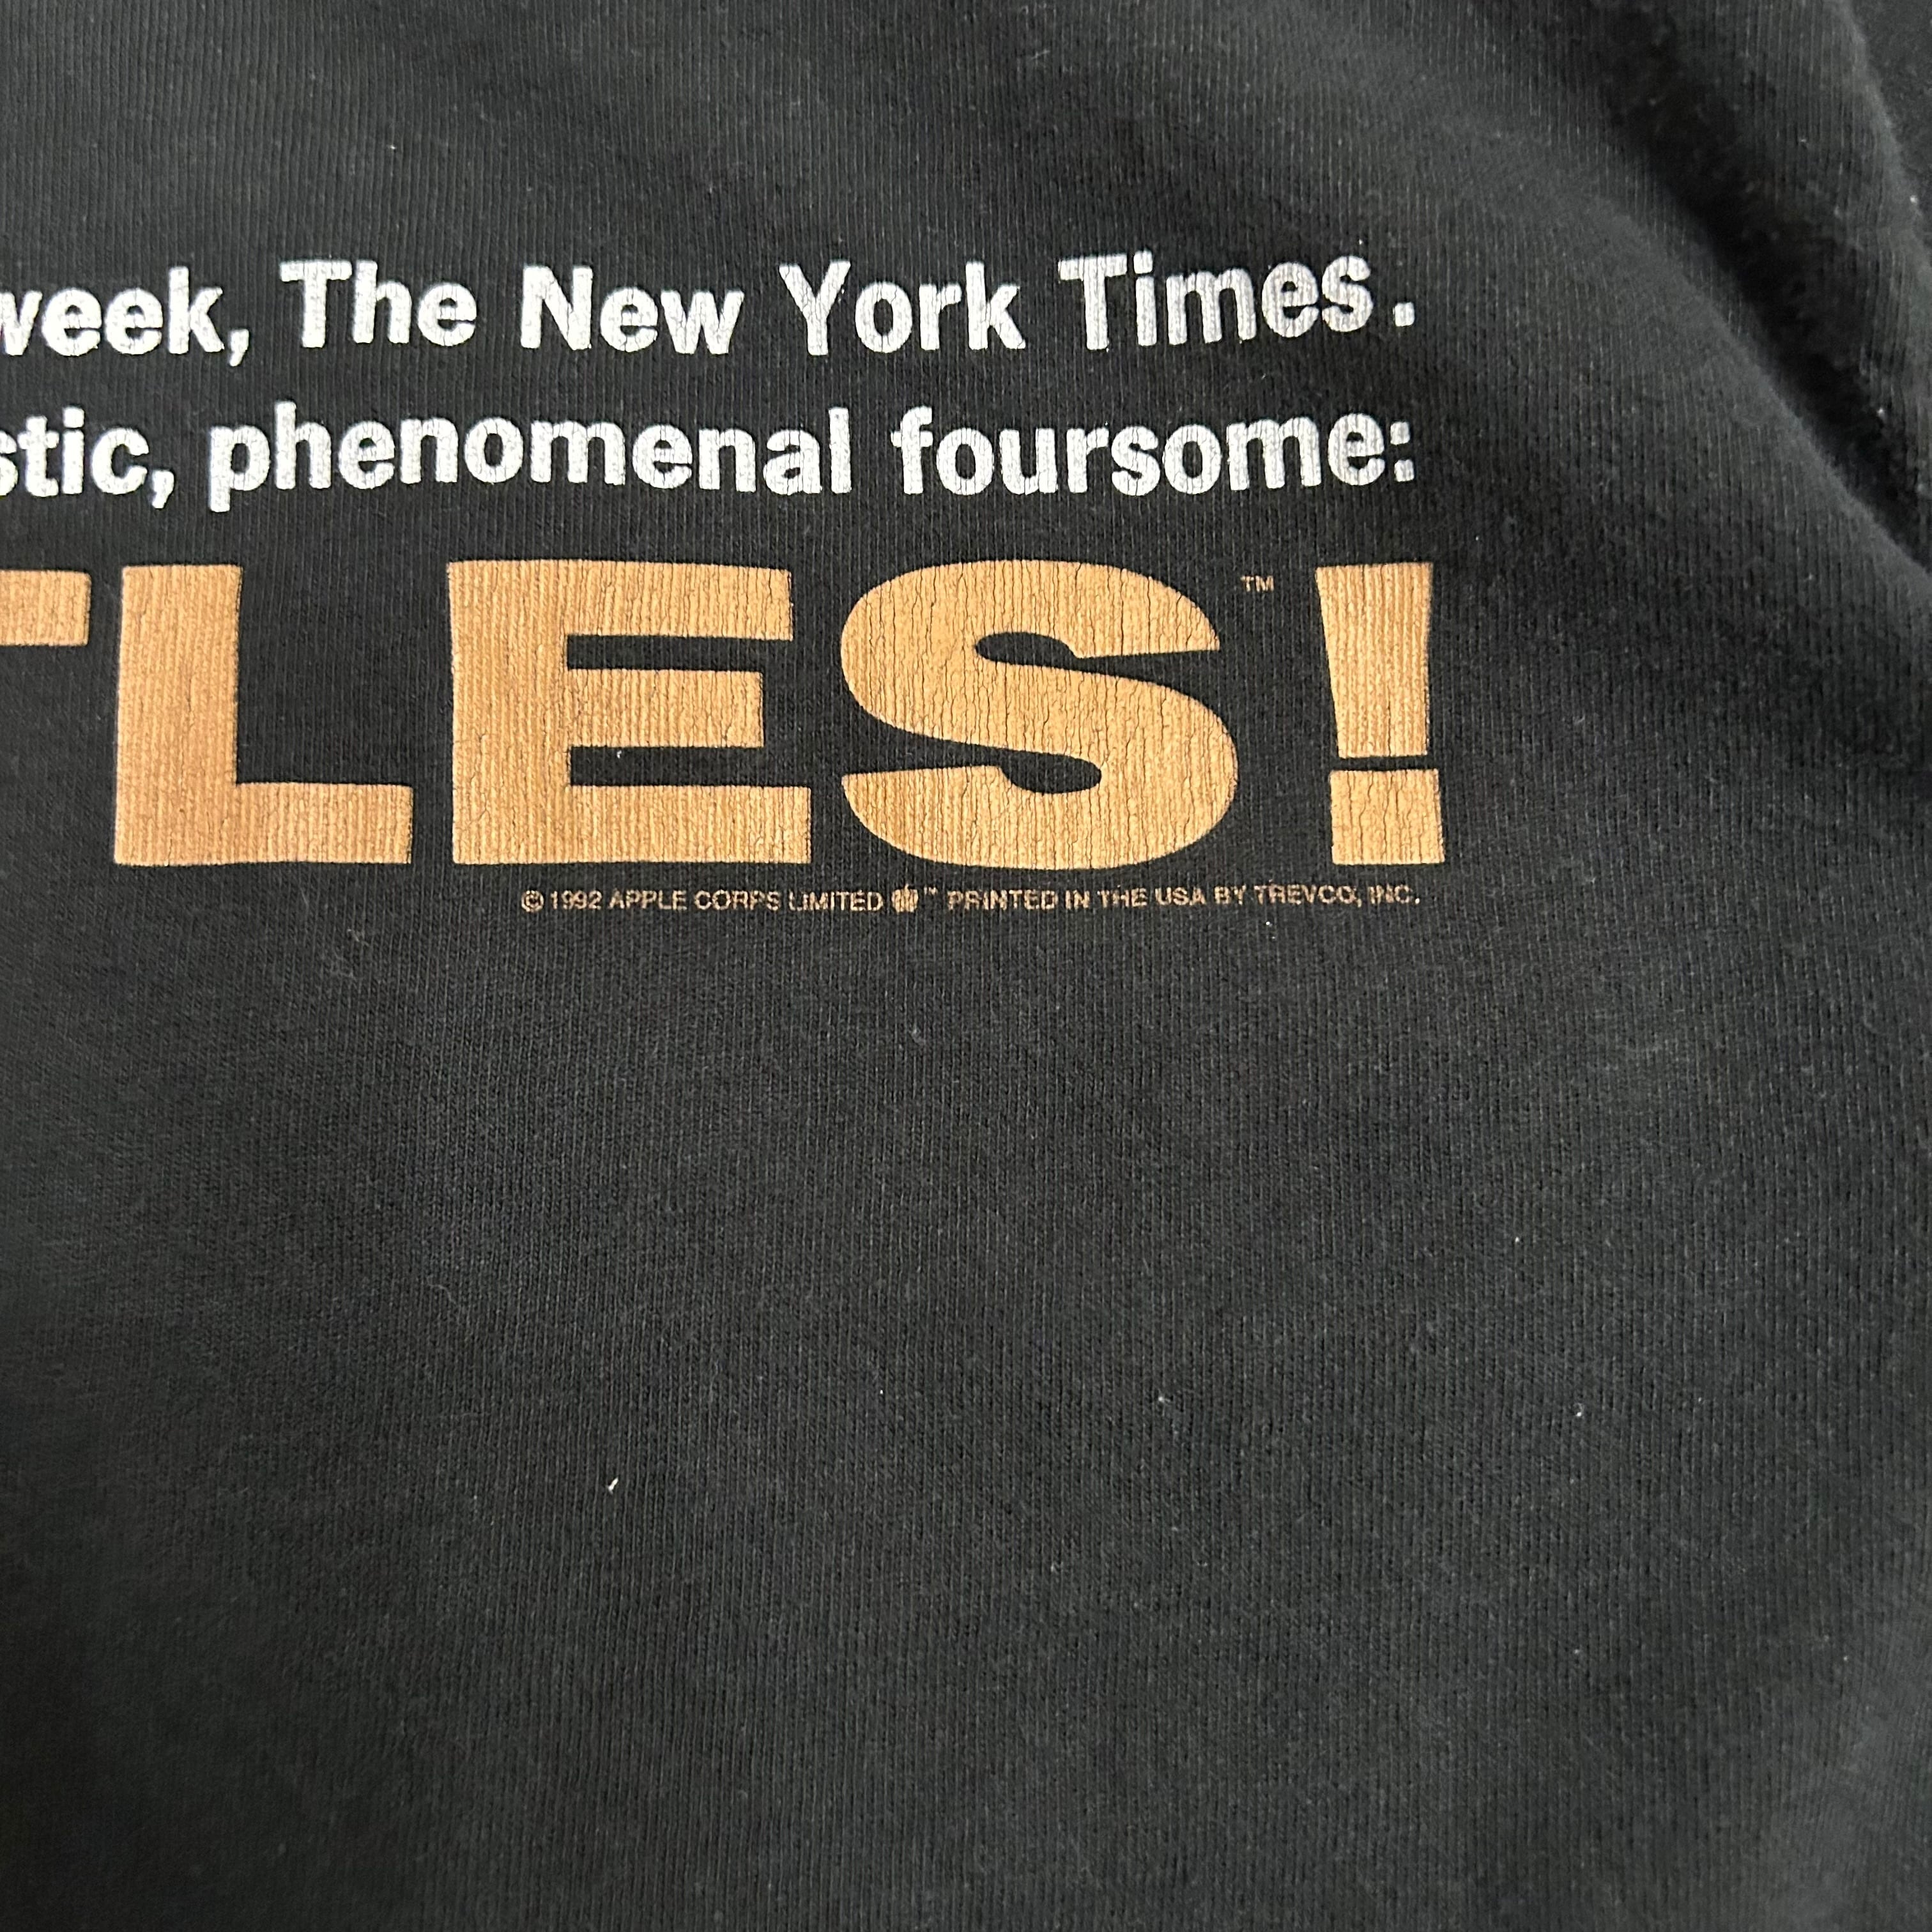 week, The New York Times.
stic, phenomenal foursome:
TLES!™
© 1992 APPLE CORPS LIMITED ™ PRINTED IN THE USA BY TREVCO, INC.